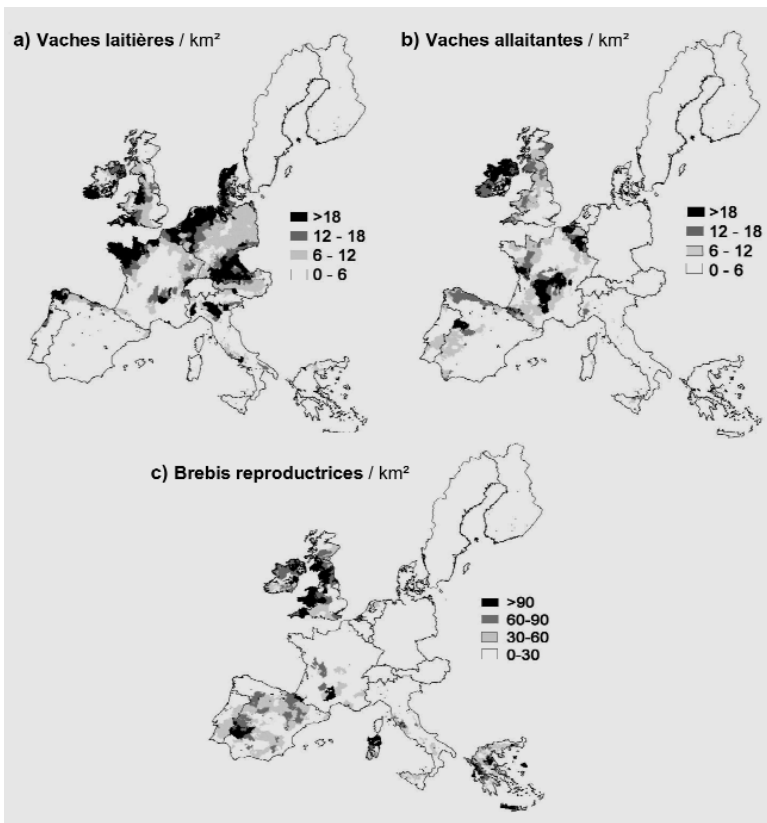 a) Vaches laitières / km²
>18
12 - 18
6 - 12
0 - 6
b) Vaches allaitantes / km²
>18
12 - 18
6 - 12
0 - 6
c) Brebis reproductrices / km²
>90
60-90
30-60
0-30